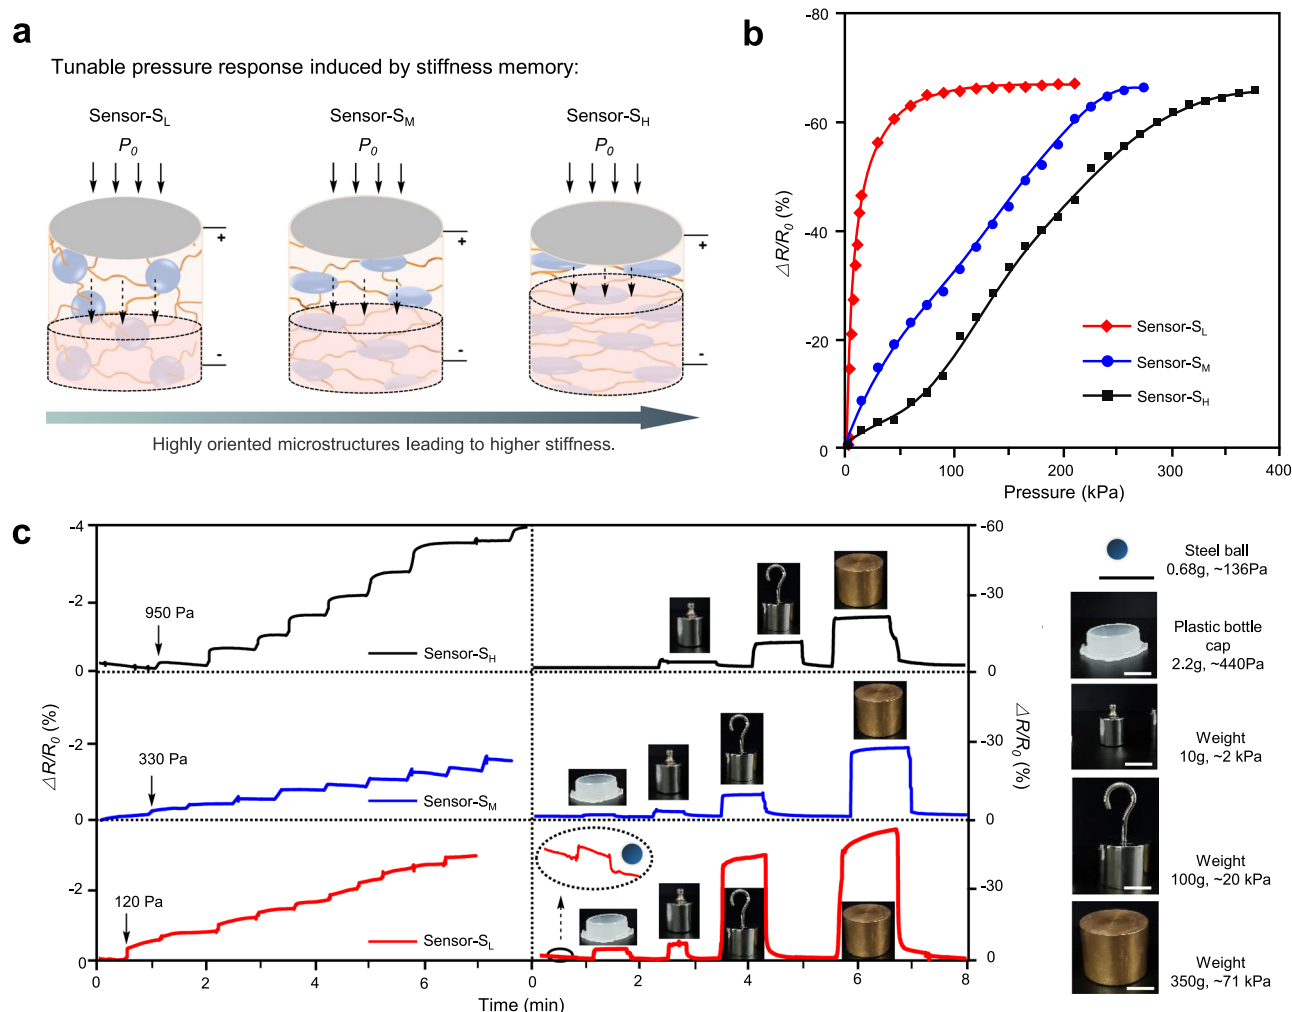 a
Tunable pressure response induced by stiffness memory:
Sensor-SL
Sensor-SM
Sensor-SH
P0
P0
P0
+
+
+
-
-
-
Highly oriented microstructures leading to higher stiffness.
b
-80
-60
-40
-20
0
ΔR/R0 (%)
Sensor-SL
Sensor-SM
Sensor-SH
0
100
200
300
400
Pressure (kPa)
c
-4
-2
0
-2
0
-2
0
ΔR/R0 (%)
950 Pa
Sensor-SH
330 Pa
Sensor-SM
120 Pa
Sensor-SL
-60
-30
0
-30
0
-30
0
ΔR/R0 (%)
0
2
4
6
0
2
4
6
8
Time (min)
Steel ball
0.68g, ~136Pa
Plastic bottle
cap
2.2g, ~440Pa
Weight
10g, ~2 kPa
Weight
100g, ~20 kPa
Weight
350g, ~71 kPa